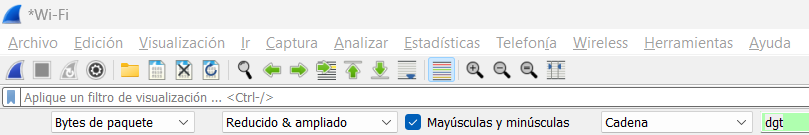 *Wi-Fi
Archivo Edición Visualización Ir Captura Analizar Estadísticas Telefonía Wireless Herramientas Ayuda
Aplique un filtro de visualización ... <Ctrl-/>
Bytes de paquete Reducido & ampliado Mayúsculas y minúsculas Cadena dgt